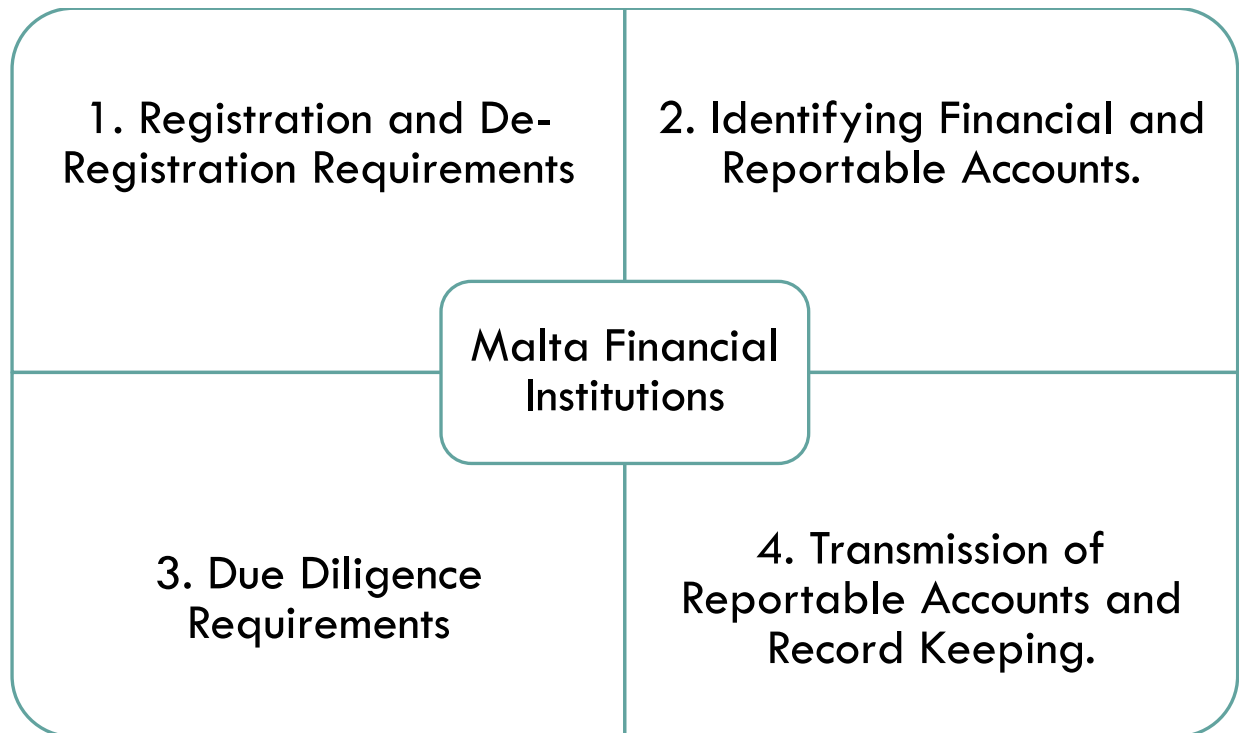 1. Registration and De-
Registration Requirements
2. Identifying Financial and
Reportable Accounts.
Malta Financial
Institutions
3. Due Diligence
Requirements
4. Transmission of
Reportable Accounts and
Record Keeping.